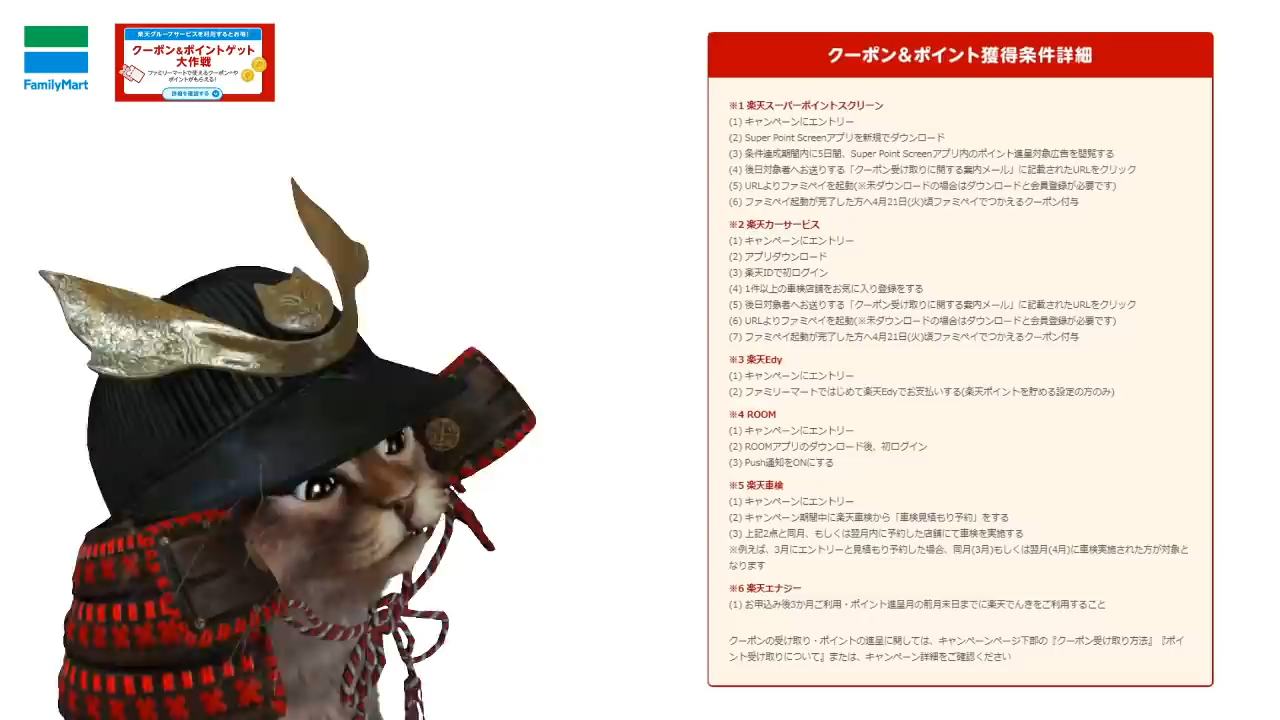 FamilyMart
楽天グループサービスを利用するとお得!
クーポン&ポイントゲット
大作戦
ファミリーマートで使えるクーポンや
ポイントがもらえる!
詳細を確認する
クーポン&ポイント獲得条件詳細
※1 楽天スーパーポイントスクリーン
(1) キャンペーンにエントリー
(2) Super Point Screenアプリを新規でダウンロード
(3) 条件達成期間内に5日間、Super Point Screenアプリ内のポイント進呈対象広告を閲覧する
(4) 後日対象者へお送りする「クーポン受け取りに関する案内メール」に記載されたURLをクリック
(5) URLよりファミペイを起動(※未ダウンロードの場合はダウンロードと会員登録が必要です)
(6) ファミペイ起動が完了した方へ4月21日(火)頃ファミペイでつかえるクーポン付与
※2 楽天カーサービス
(1) キャンペーンにエントリー
(2) アプリダウンロード
(3) 楽天IDで初ログイン
(4) 1件以上の車検店舗をお気に入り登録をする
(5) 後日対象者へお送りする「クーポン受け取りに関する案内メール」に記載されたURLをクリック
(6) URLよりファミペイを起動(※未ダウンロードの場合はダウンロードと会員登録が必要です)
(7) ファミペイ起動が完了した方へ4月21日(火)頃ファミペイでつかえるクーポン付与
※3 楽天Edy
(1) キャンペーンにエントリー
(2) ファミリーマートではじめて楽天Edyでお支払いする(楽天ポイントを貯める設定の方のみ)
※4 ROOM
(1) キャンペーンにエントリー
(2) ROOMアプリのダウンロード後、初ログイン
(3) Push通知をONにする
※5 楽天車検
(1) キャンペーンにエントリー
(2) キャンペーン期間中に楽天車検から「車検見積もり予約」をする
(3) 上記2点と同月、もしくは翌月内に予約した店舗にて車検を実施する
※例えば、3月にエントリーと見積もり予約した場合、同月(3月)もしくは翌月(4月)に車検実施された方が対象と
なります
※6 楽天エナジー
(1) お申込み後3か月ご利用・ポイント進呈月の前月末日までに楽天でんきをご利用すること
クーポンの受け取り・ポイントの進呈に関しては、キャンペーンページ下部の『クーポン受け取り方法』『ポイ
ント受け取りについて』または、キャンペーン詳細をご確認ください